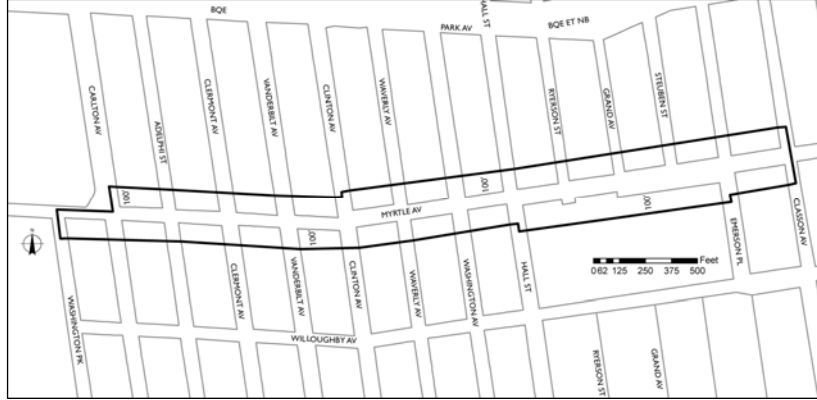 BQE
HALL ST
PARK AV
BQE ET NB
CARLTON AV
ADELPHI ST
CLERMONT AV
VANDERBILT AV
CLINTON AV
WAVERLY AV
RYERSON ST
GRAND AV
STEUBEN ST
100'
100'
MYRTLE AV
100'
100'
WASHINGTON PK
CLERMONT AV
VANDERBILT AV
CLINTON AV
WAVERLY AV
WASHINGTON AV
HALL ST
EMERSON PL
CLASSON AV
Feet
0 62 125 250 375 500
WILLOUGHBY AV
RYERSON ST
GRAND AV